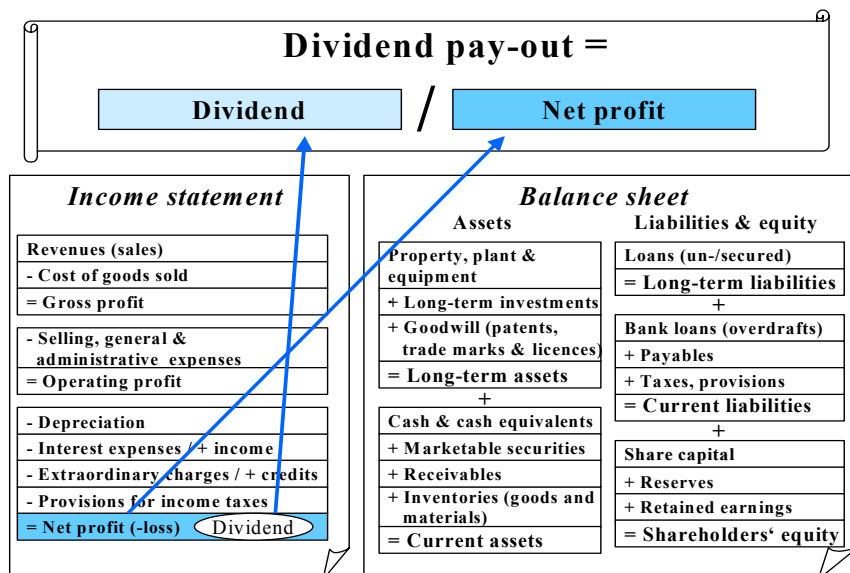 Dividend pay-out =
Dividend / Net profit
Income statement
Revenues (sales)
- Cost of goods sold
= Gross profit
- Selling, general &
administrative expenses
= Operating profit
- Depreciation
- Interest expenses / + income
- Extraordinary charges / + credits
- Provisions for income taxes
= Net profit (-loss) Dividend
Balance sheet
Assets
Property, plant &
equipment
+ Long-term investments
+ Goodwill (patents,
trade marks & licences)
= Long-term assets
+
Cash & cash equivalents
+ Marketable securities
+ Receivables
+ Inventories (goods and
materials)
= Current assets
Liabilities & equity
Loans (un-/secured)
= Long-term liabilities
+
Bank loans (overdrafts)
+ Payables
+ Taxes, provisions
= Current liabilities
+
Share capital
+ Reserves
+ Retained earnings
= Shareholders‘ equity